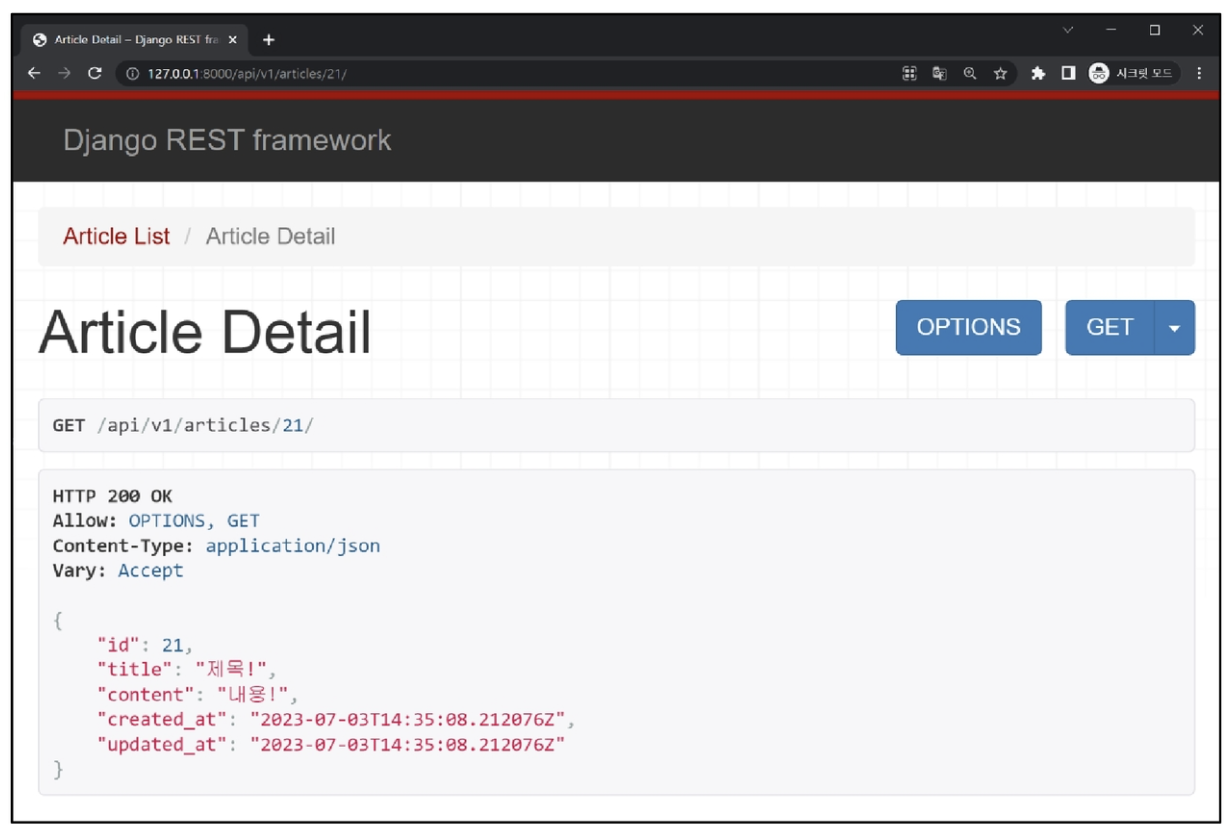 Article Detail – Django REST fra
127.0.0.1:8000/api/v1/articles/21/
시크릿 모드
Django REST framework
Article List / Article Detail
Article Detail
OPTIONS
GET
GET /api/v1/articles/21/
HTTP 200 OK
Allow: OPTIONS, GET
Content-Type: application/json
Vary: Accept
{
    "id": 21,
    "title": "제목!",
    "content": "내용!",
    "created_at": "2023-07-03T14:35:08.212076Z",
    "updated_at": "2023-07-03T14:35:08.212076Z"
}